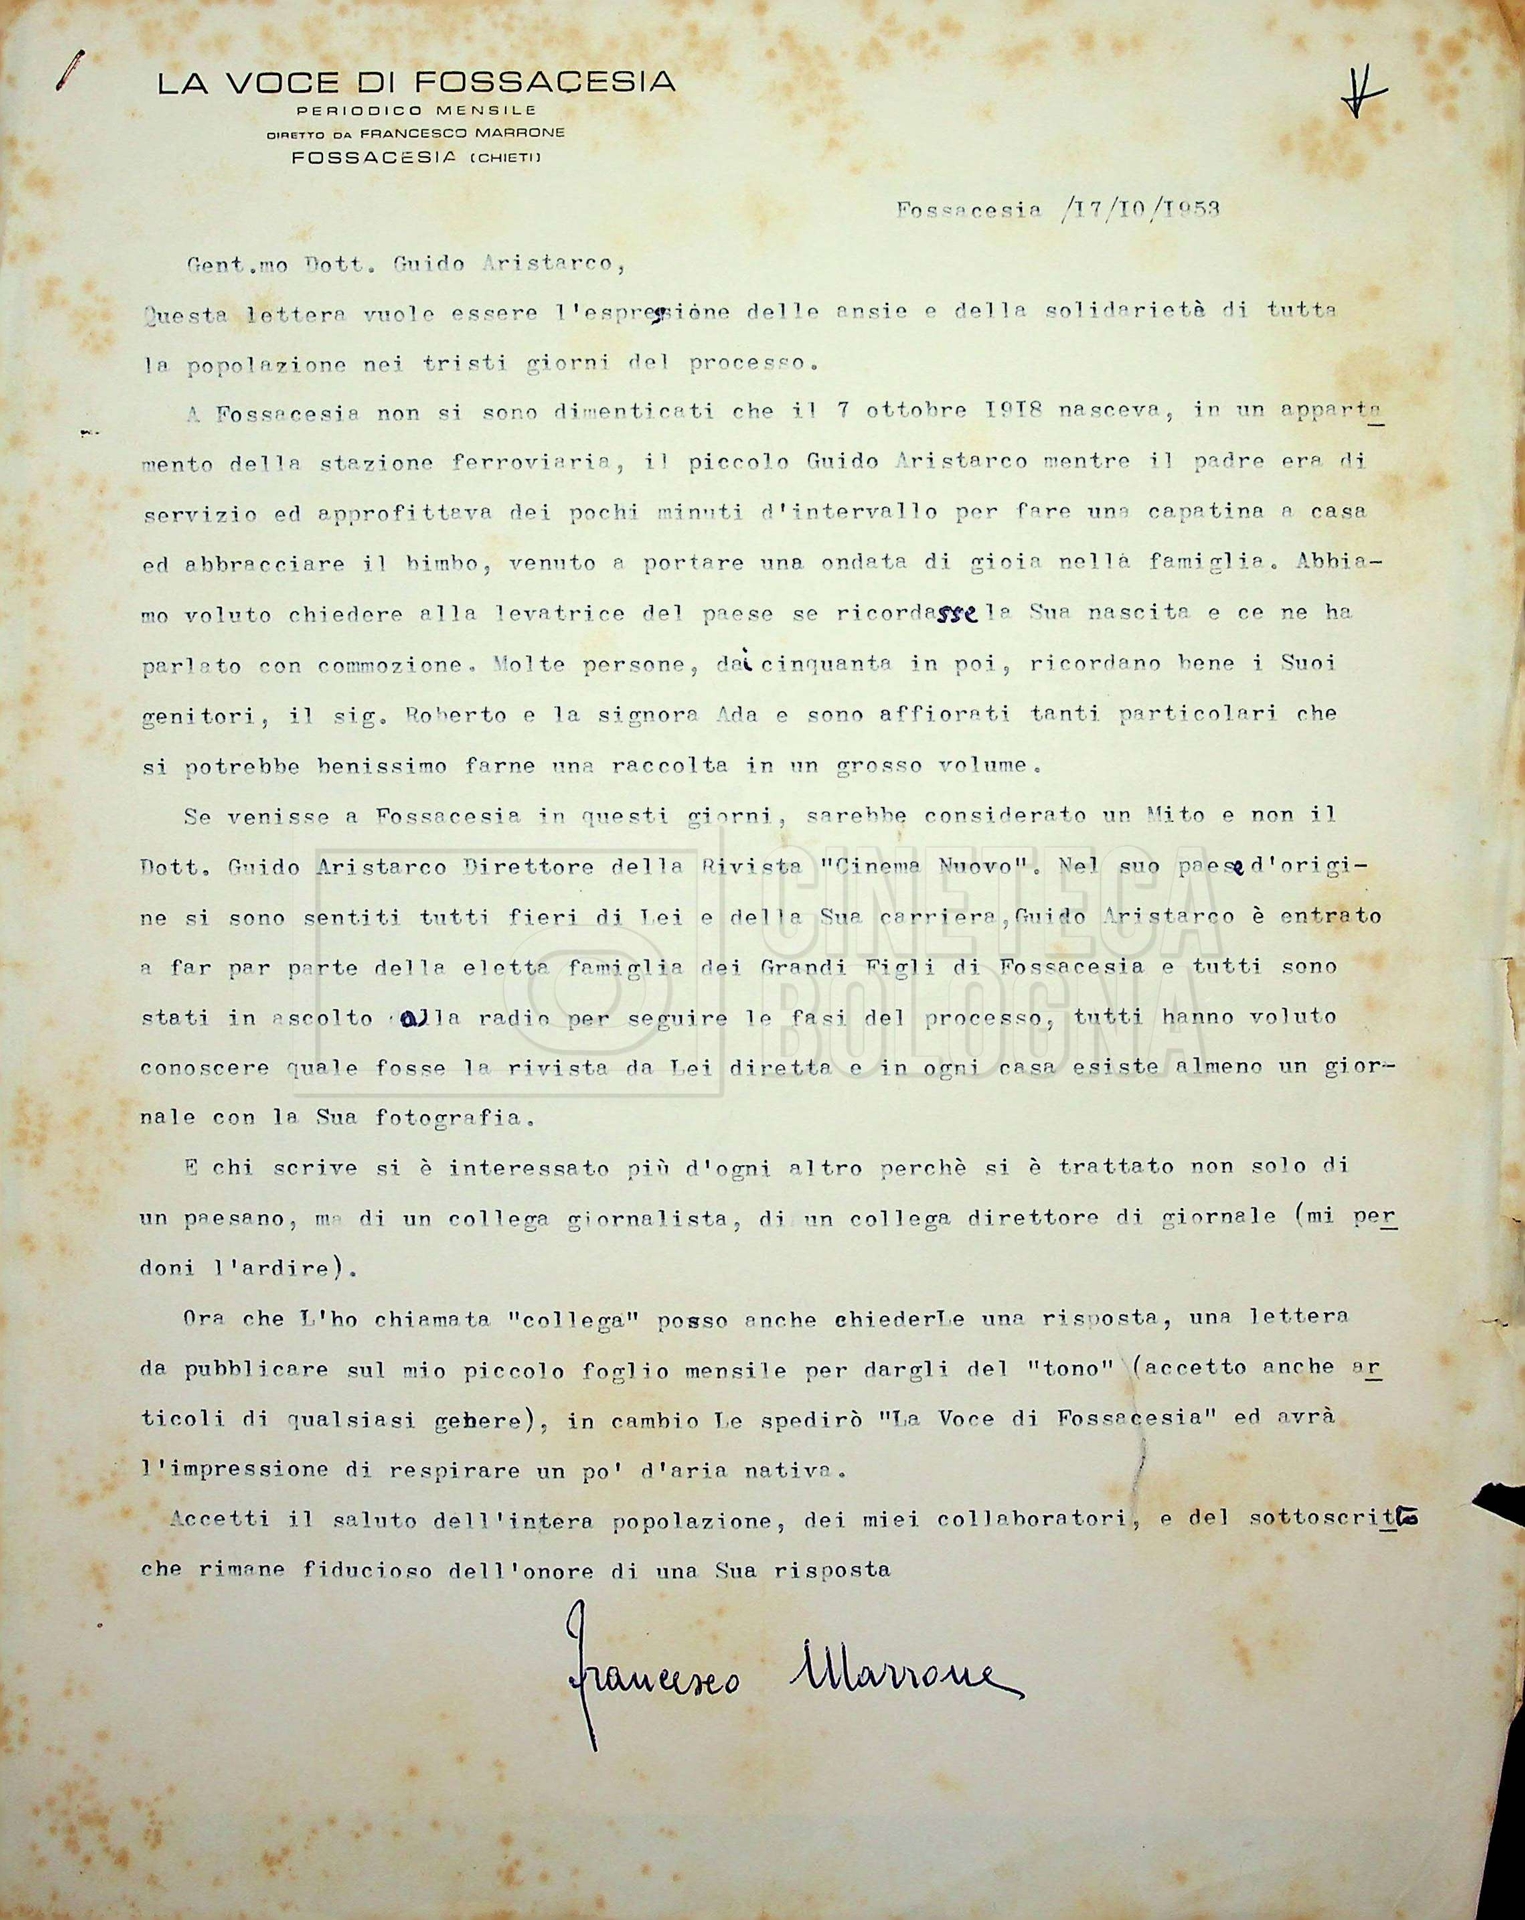 LA VOCE DI FOSSACESIA
PERIODICO MENSILE
DIRETTO DA FRANCESCO MARRONE
FOSSACESIA (CHIETI)
Fossacesia /I7/I0/I953
Gent.mo Dott. Guido Aristarco,
Questa lettera vuole essere l'espressione delle ansie e della solidarietà di tutta
la popolazione nei tristi giorni del processo.
A Fossacesia non si sono dimenticati che il 7 ottobre I9I8 nasceva, in un apparta
mento della stazione ferroviaria, il piccolo Guido Aristarco mentre il padre era di
servizio ed approfittava dei pochi minuti d'intervallo per fare una capatina a casa
ed abbracciare il bimbo, venuto a portare una ondata di gioia nella famiglia. Abbia-
mo voluto chiedere alla levatrice del paese se ricordasse la Sua nascita e ce ne ha
parlato con commozione. Molte persone, dai cinquanta in poi, ricordano bene i Suoi
genitori, il sig. Roberto e la signora Ada e sono affiorati tanti particolari che
si potrebbe benissimo farne una raccolta in un grosso volume.
Se venisse a Fossacesia in questi giorni, sarebbe considerato un Mito e non il
Dott. Guido Aristarco Direttore della Rivista "Cinema Nuovo". Nel suo paese d'origi-
ne si sono sentiti tutti fieri di Lei e della Sua carriera,Guido Aristarco è entrato
a far par parte della eletta famiglia dei Grandi Figli di Fossacesia e tutti sono
stati in ascolto alla radio per seguire le fasi del processo, tutti hanno voluto
conoscere quale fosse la rivista da Lei diretta e in ogni casa esiste almeno un gior-
nale con la Sua fotografia.
E chi scrive si è interessato più d'ogni altro perchè si è trattato non solo di
un paesano, ma di un collega giornalista, di un collega direttore di giornale (mi per
doni l'ardire).
Ora che L'ho chiamata "collega" posso anche chiederLe una risposta, una lettera
da pubblicare sul mio piccolo foglio mensile per dargli del "tono" (accetto anche ar
ticoli di qualsiasi genere), in cambio Le spedirò "La Voce di Fossacesia" ed avrà
l'impressione di respirare un po' d'aria nativa.
Accetti il saluto dell'intera popolazione, dei miei collaboratori, e del sottoscritto
che rimane fiducioso dell'onore di una Sua risposta
Francesco Marrone
CINETECA
BOLOGNA